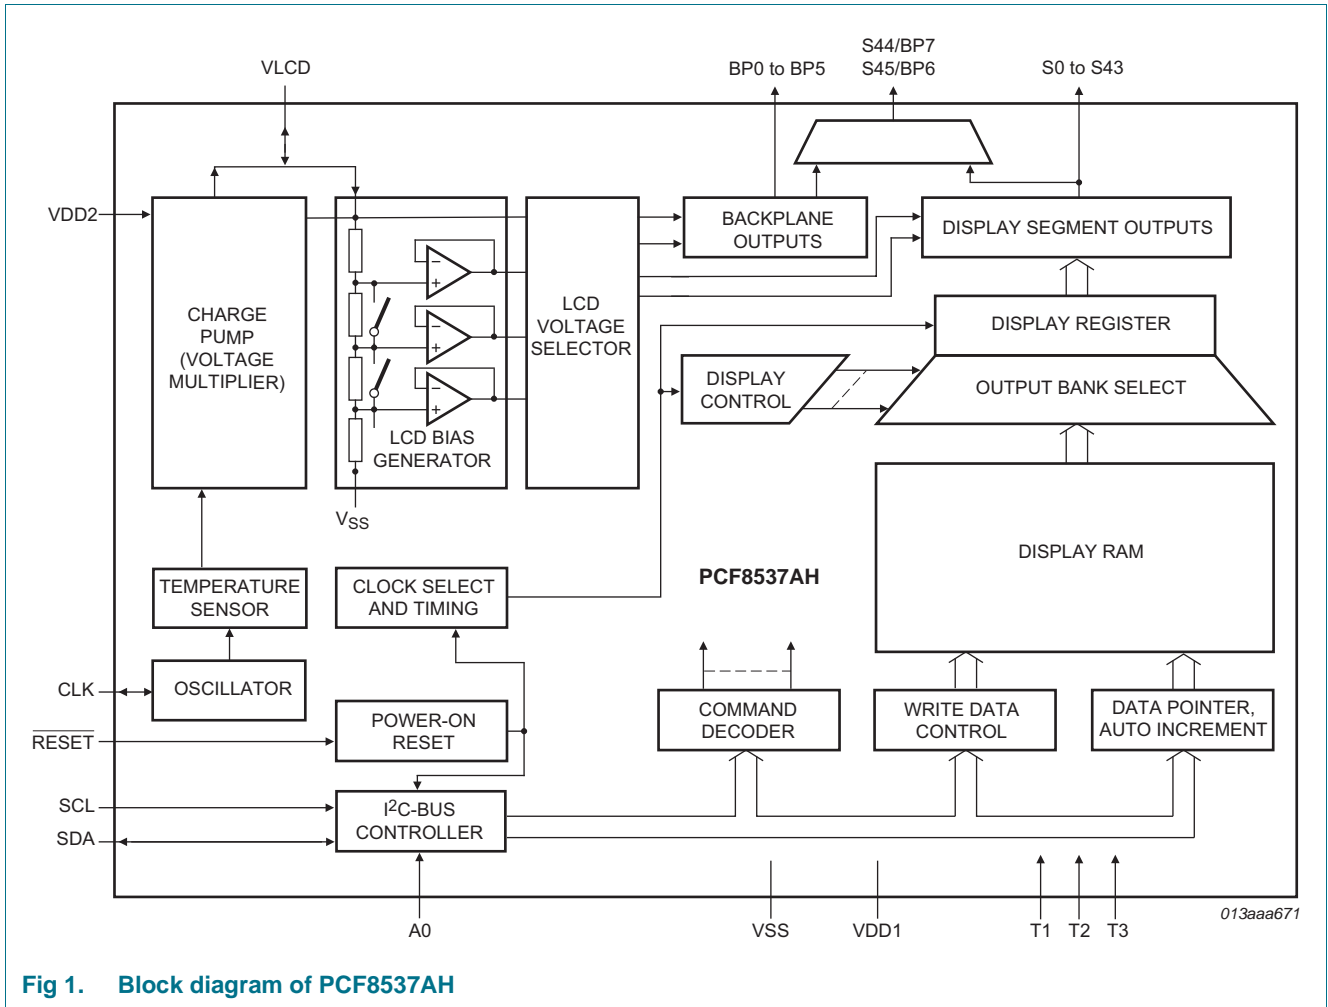 S44/BP7
VLCD
BP0 to BP5
S45/BP6
S0 to S43
VDD2
CHARGE
PUMP
(VOLTAGE
MULTIPLIER)
−
+
−
+
−
+
LCD BIAS
GENERATOR
VSS
LCD
VOLTAGE
SELECTOR
BACKPLANE
OUTPUTS
DISPLAY SEGMENT OUTPUTS
DISPLAY REGISTER
DISPLAY
CONTROL
OUTPUT BANK SELECT
DISPLAY RAM
PCF8537AH
TEMPERATURE
SENSOR
CLOCK SELECT
AND TIMING
CLK
OSCILLATOR
RESET
POWER-ON
RESET
COMMAND
DECODER
WRITE DATA
CONTROL
DATA POINTER,
AUTO INCREMENT
SCL
SDA
I2C-BUS
CONTROLLER
A0
VSS
VDD1
T1
T2
T3
013aaa671
Fig 1. Block diagram of PCF8537AH